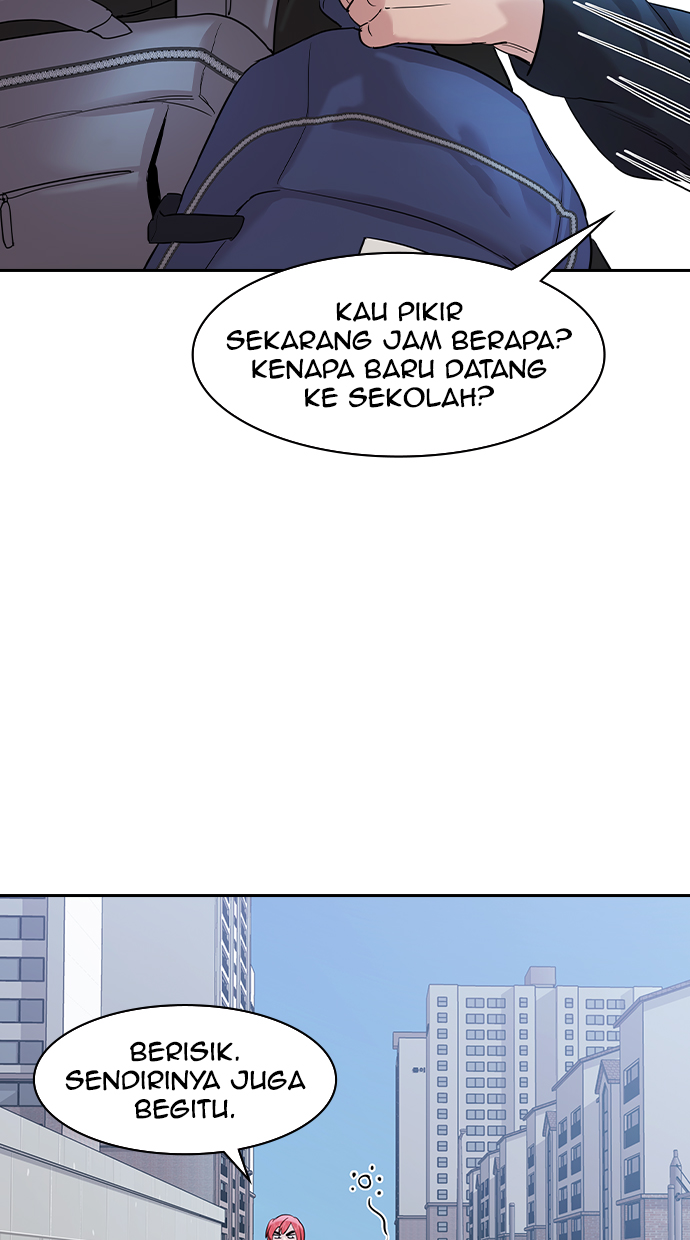 KAU PIKIR
SEKARANG JAM BERAPA?
KENAPA BARU DATANG
KE SEKOLAH?
BERISIK.
SENDIRINYA JUGA
BEGITU.